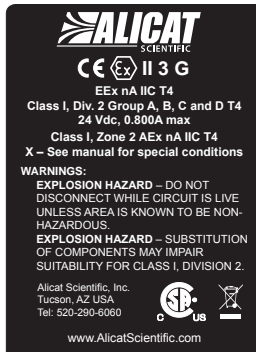 ALICAT
SCIENTIFIC
CE Ex II 3 G
EEx nA IIC T4
Class I, Div. 2 Group A, B, C and D T4
24 Vdc, 0.800A max
Class I, Zone 2 AEx nA IIC T4
X – See manual for special conditions
WARNINGS:
EXPLOSION HAZARD – DO NOT
DISCONNECT WHILE CIRCUIT IS LIVE
UNLESS AREA IS KNOWN TO BE NON-
HAZARDOUS.
EXPLOSION HAZARD – SUBSTITUTION
OF COMPONENTS MAY IMPAIR
SUITABILITY FOR CLASS I, DIVISION 2.
Alicat Scientific, Inc.
Tucson, AZ USA
Tel: 520-290-6060
C SA US
www.AlicatScientific.com